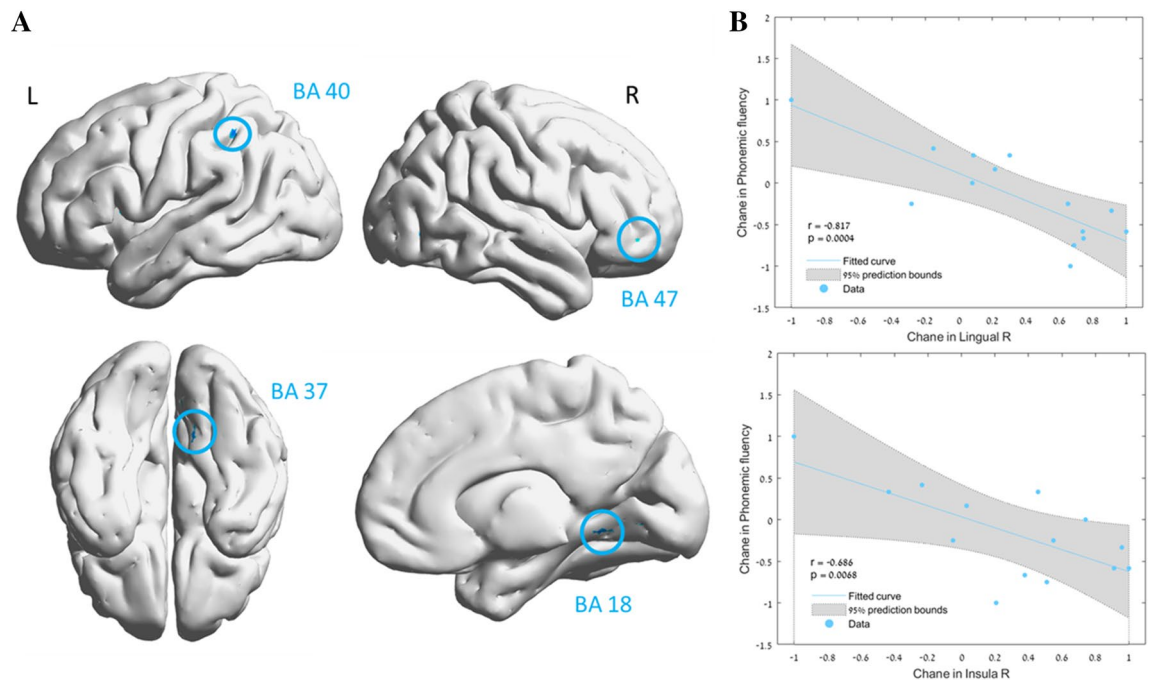 A
L
BA 40
R
BA 47
BA 37
BA 18
B
2
1.5
1
0.5
0
-0.5
-1
-1.5
Chane in Phonemic fluency
r = -0.817
p = 0.0004
Fitted curve
95% prediction bounds
Data
-1 -0.8 -0.6 -0.4 -0.2 0 0.2 0.4 0.6 0.8 1
Chane in Lingual R
2
1.5
1
0.5
0
-0.5
-1
-1.5
Chane in Phonemic fluency
r = -0.686
p = 0.0068
Fitted curve
95% prediction bounds
Data
-1 -0.8 -0.6 -0.4 -0.2 0 0.2 0.4 0.6 0.8 1
Chane in Insula R